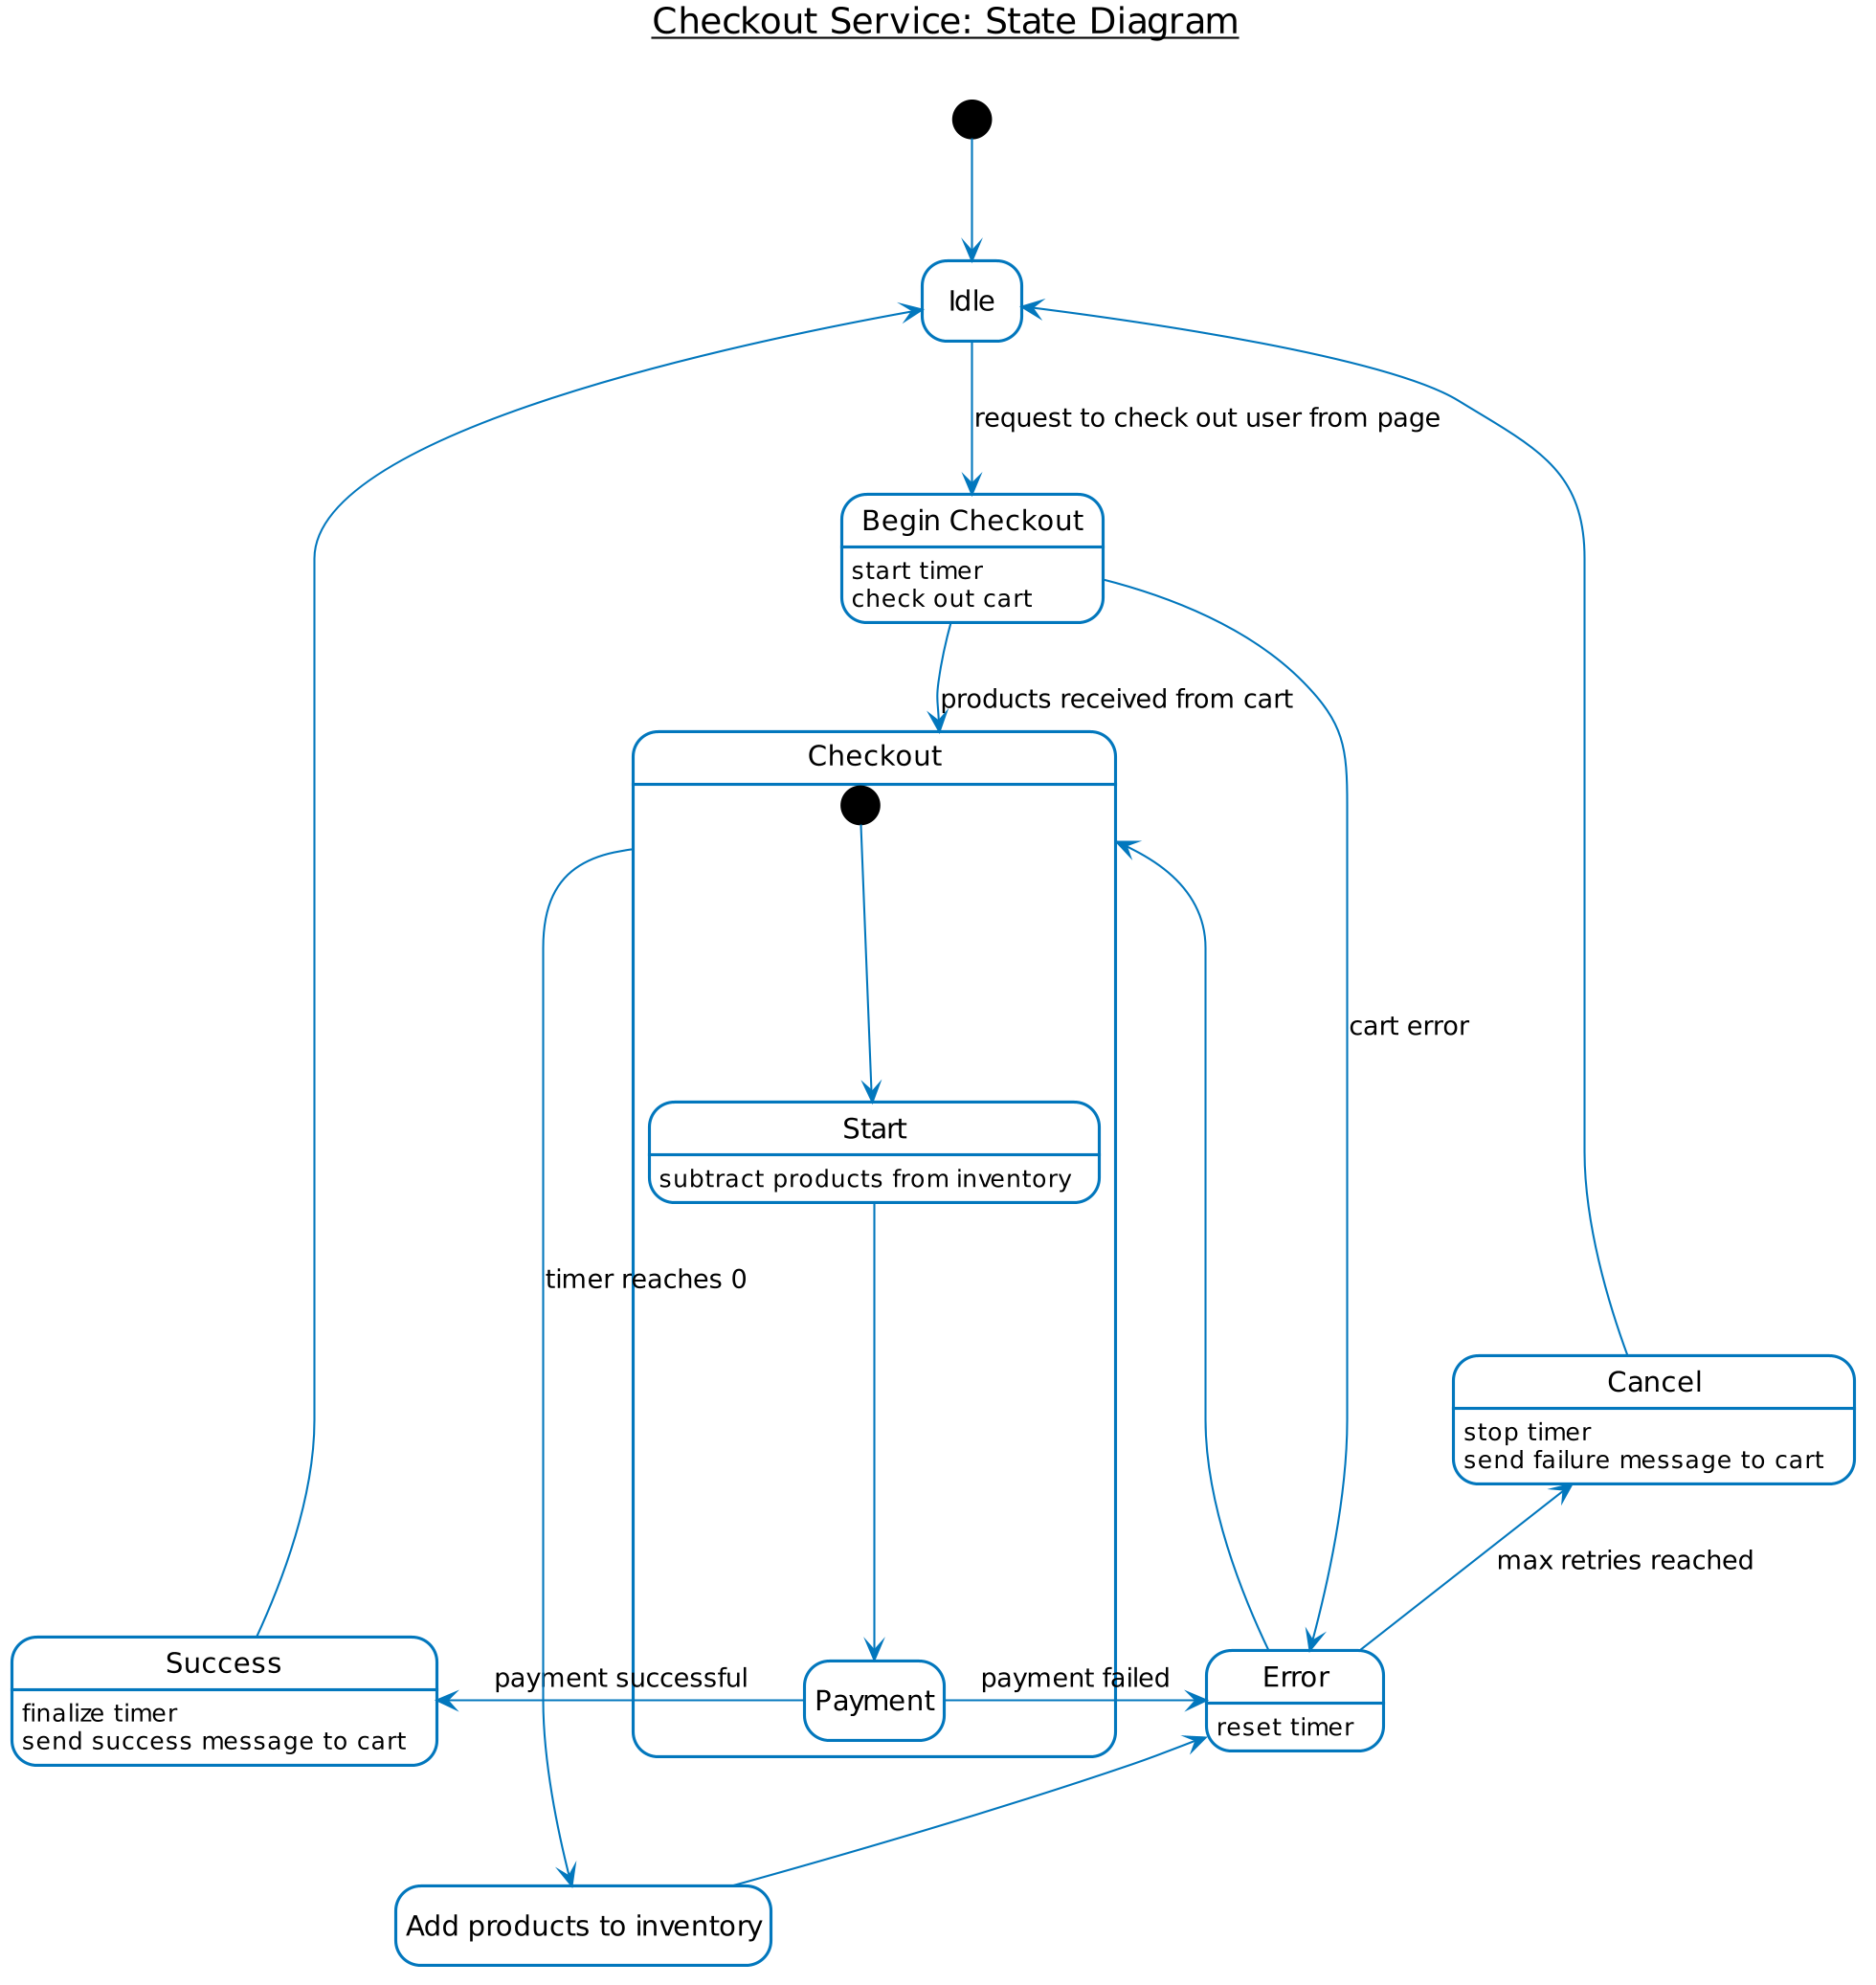 Checkout Service: State Diagram
Idle
request to check out user from page
Begin Checkout
start timer
check out cart
products received from cart
Checkout
cart error
Start
subtract products from inventory
timer reaches 0
Cancel
stop timer
send failure message to cart
max retries reached
Success
finalize timer
send success message to cart
payment successful
Payment
payment failed
Error
reset timer
Add products to inventory